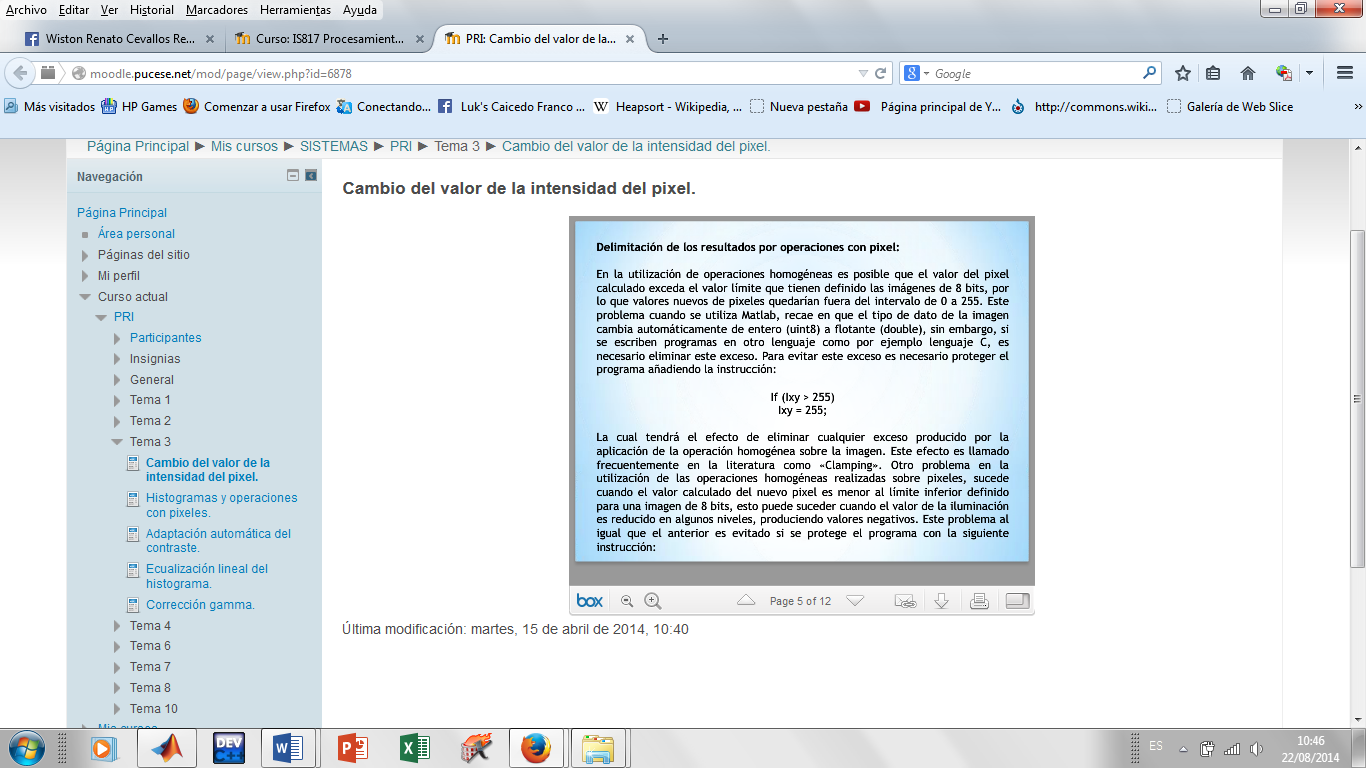 Archivo Editar Ver Historial Marcadores Herramientas Ayuda
Wiston Renato Cevallos Re...
Curso: IS817 Procesamient...
PRI: Cambio del valor de la...
moodle.pucese.net/mod/page/view.php?id=6878
Google
Más visitados HP Games Comenzar a usar Firefox Conectando... Luk's Caicedo Franco ... Heapsort - Wikipedia, ... Nueva pestaña Página principal de Y... http://commons.wiki... Galería de Web Slice
Página Principal ► Mis cursos ► SISTEMAS ► PRI ► Tema 3 ► Cambio del valor de la intensidad del pixel.
Navegación
Página Principal
Área personal
Páginas del sitio
Mi perfil
Curso actual
PRI
Participantes
Insignias
General
Tema 1
Tema 2
Tema 3
Cambio del valor de la
intensidad del pixel.
Histogramas y operaciones
con pixeles.
Adaptación automática del
contraste.
Ecualización lineal del
histograma.
Corrección gamma.
Tema 4
Tema 6
Tema 7
Tema 8
Tema 10
Mis cursos
Cambio del valor de la intensidad del pixel.
Delimitación de los resultados por operaciones con pixel:
En la utilización de operaciones homogéneas es posible que el valor del pixel
calculado exceda el valor límite que tienen definido las imágenes de 8 bits, por
lo que valores nuevos de pixeles quedarían fuera del intervalo de 0 a 255. Este
problema cuando se utiliza Matlab, recae en que el tipo de dato de la imagen
cambia automáticamente de entero (uint8) a flotante (double), sin embargo, si
se escriben programas en otro lenguaje como por ejemplo lenguaje C, es
necesario eliminar este exceso. Para evitar este exceso es necesario proteger el
programa añadiendo la instrucción:
If (Ixy > 255)
Ixy = 255;
La cual tendrá el efecto de eliminar cualquier exceso producido por la
aplicación de la operación homogénea sobre la imagen. Este efecto es llamado
frecuentemente en la literatura como «Clamping». Otro problema en la
utilización de las operaciones homogéneas realizadas sobre pixeles, sucede
cuando el valor calculado del nuevo pixel es menor al límite inferior definido
para una imagen de 8 bits, esto puede suceder cuando el valor de la iluminación
es reducido en algunos niveles, produciendo valores negativos. Este problema al
igual que el anterior es evitado si se protege el programa con la siguiente
instrucción:
box
Page 5 of 12
Última modificación: martes, 15 de abril de 2014, 10:40
DEV
C++
ES
10:46
22/08/2014